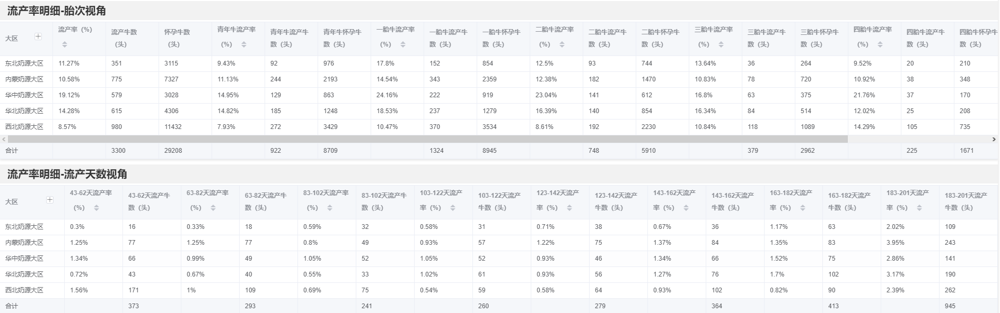 流产率明细-胎次视角
大区 流产率（%） 流产牛数（头） 怀孕牛数（头） 青年牛流产率（%） 青年牛流产牛数（头） 青年牛怀孕牛数（头） 一胎牛流产率（%） 一胎牛流产牛数（头） 一胎牛怀孕牛数（头） 二胎牛流产率（%） 二胎牛流产牛数（头） 二胎牛怀孕牛数（头） 三胎牛流产率（%） 三胎牛流产牛数（头） 三胎牛怀孕牛数（头） 四胎牛流产率（%） 四胎牛流产牛数（头） 四胎牛怀孕牛数（头）
东北奶源大区 11.27% 351 3115 9.43% 92 976 17.8% 152 854 12.5% 93 744 13.64% 36 264 9.52% 20 210
内蒙奶源大区 10.58% 775 7327 11.13% 244 2193 14.54% 343 2359 12.38% 182 1470 10.83% 78 720 10.92% 38 348
华中奶源大区 19.12% 579 3028 14.95% 129 863 24.16% 222 919 23.04% 141 612 16.8% 63 375 21.76% 37 170
华北奶源大区 14.28% 615 4306 14.82% 185 1248 18.53% 237 1279 16.39% 140 854 16.34% 84 514 12.02% 25 208
西北奶源大区 8.57% 980 11432 7.93% 272 3429 10.47% 370 3534 8.61% 192 2230 10.84% 118 1089 14.29% 105 735
合计 3300 29208 922 8709 1324 8945 748 5910 379 2962 225 1671
流产率明细-流产天数视角
大区 43-62天流产率（%） 43-62天流产牛数（头） 63-82天流产率（%） 63-82天流产牛数（头） 83-102天流产率（%） 83-102天流产牛数（头） 103-122天流产率（%） 103-122天流产牛数（头） 123-142天流产率（%） 123-142天流产牛数（头） 143-162天流产率（%） 143-162天流产牛数（头） 163-182天流产率（%） 163-182天流产牛数（头） 183-201天流产率（%） 183-201天流产牛数（头）
东北奶源大区 0.3% 16 0.33% 18 0.59% 32 0.58% 31 0.71% 38 0.67% 36 1.17% 63 2.02% 109
内蒙奶源大区 1.25% 77 1.25% 77 0.8% 49 0.93% 57 1.22% 75 1.37% 84 1.35% 83 3.95% 243
华中奶源大区 1.34% 66 0.99% 49 1.05% 52 1.05% 52 0.93% 46 1.34% 66 1.52% 75 2.86% 141
华北奶源大区 0.72% 43 0.67% 40 0.55% 33 1.02% 61 0.93% 56 1.27% 76 1.7% 102 3.17% 190
西北奶源大区 1.56% 171 1% 109 0.69% 75 0.54% 59 0.58% 64 0.93% 102 0.82% 90 2.39% 262
合计 373 293 241 260 279 364 413 945